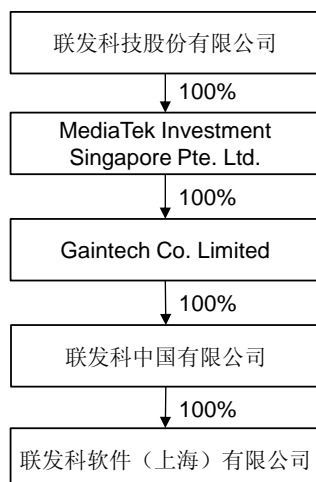 联发科技股份有限公司
100%
MediaTek Investment
Singapore Pte. Ltd.
100%
Gaintech Co. Limited
100%
联发科中国有限公司
100%
联发科软件（上海）有限公司